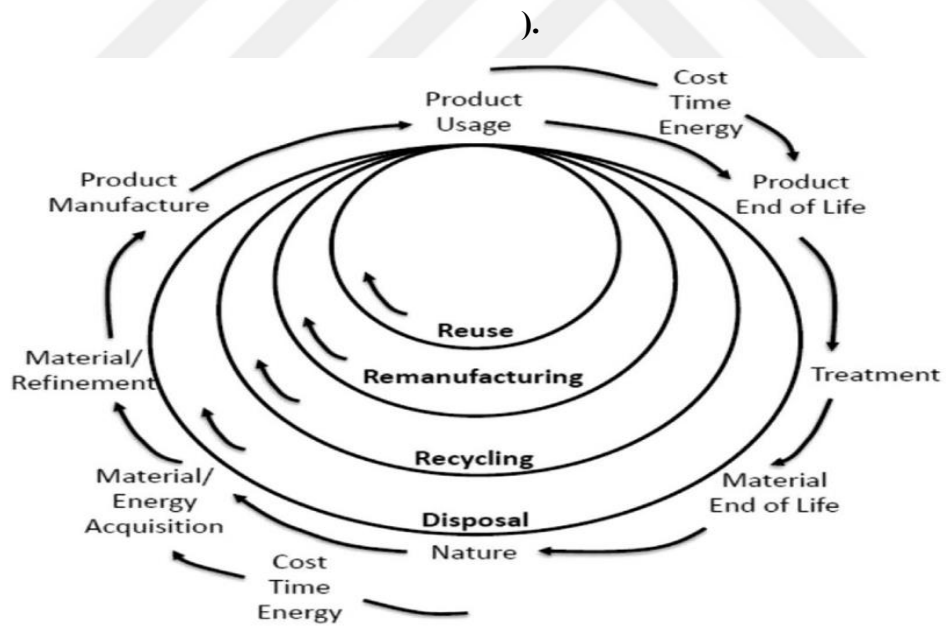 ).
Cost
Time
Energy
Product
Usage
Product
Manufacture
Product
End of Life
Reuse
Material/
Refinement
Remanufacturing
Treatment
Recycling
Material/
Energy
Acquisition
Material
End of Life
Disposal
Nature
Cost
Time
Energy